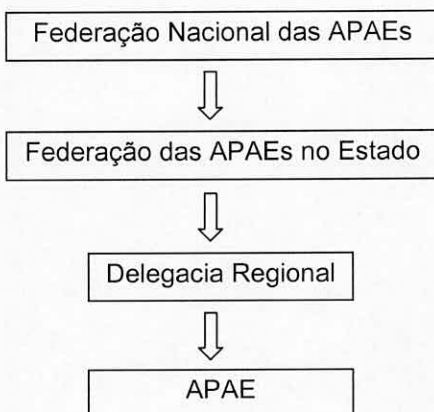 Federação Nacional das APAEs
Federação das APAEs no Estado
Delegacia Regional
APAE